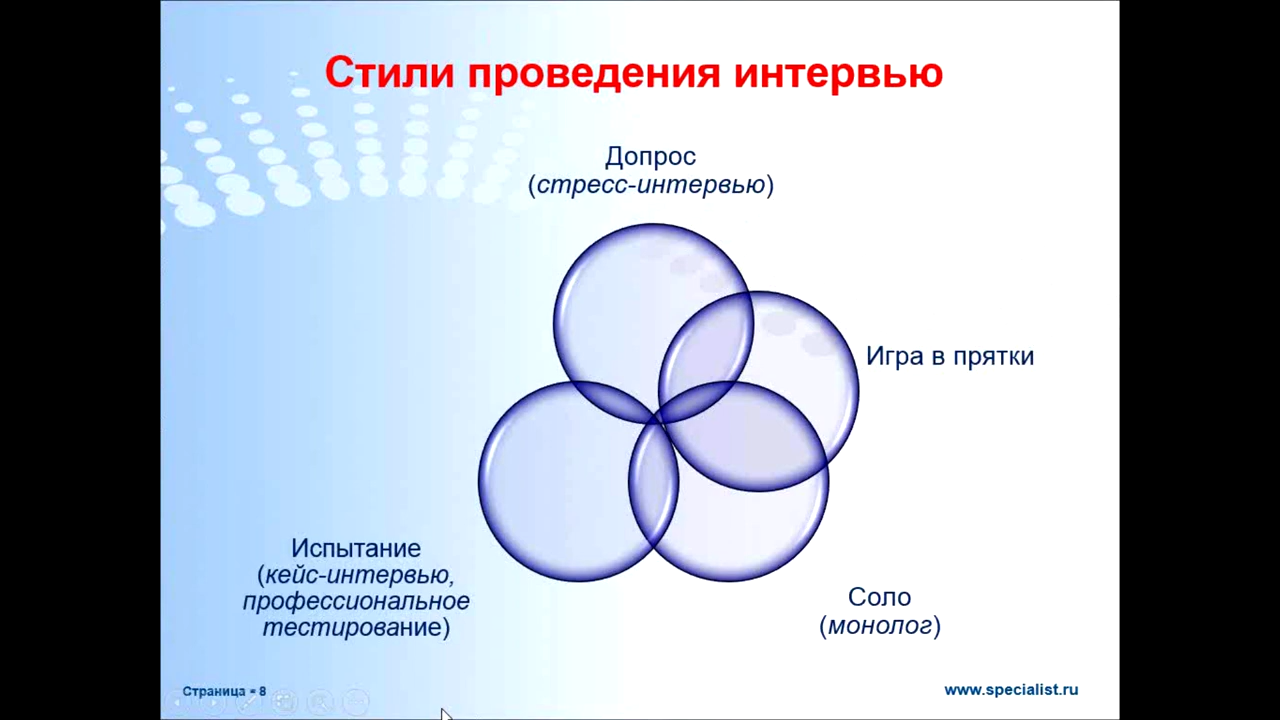 Стили проведения интервью
Допрос
(стресс-интервью)
Игра в прятки
Испытание
(кейс-интервью,
профессиональное
тестирование)
Соло
(монолог)
Страница = 8
www.specialist.ru